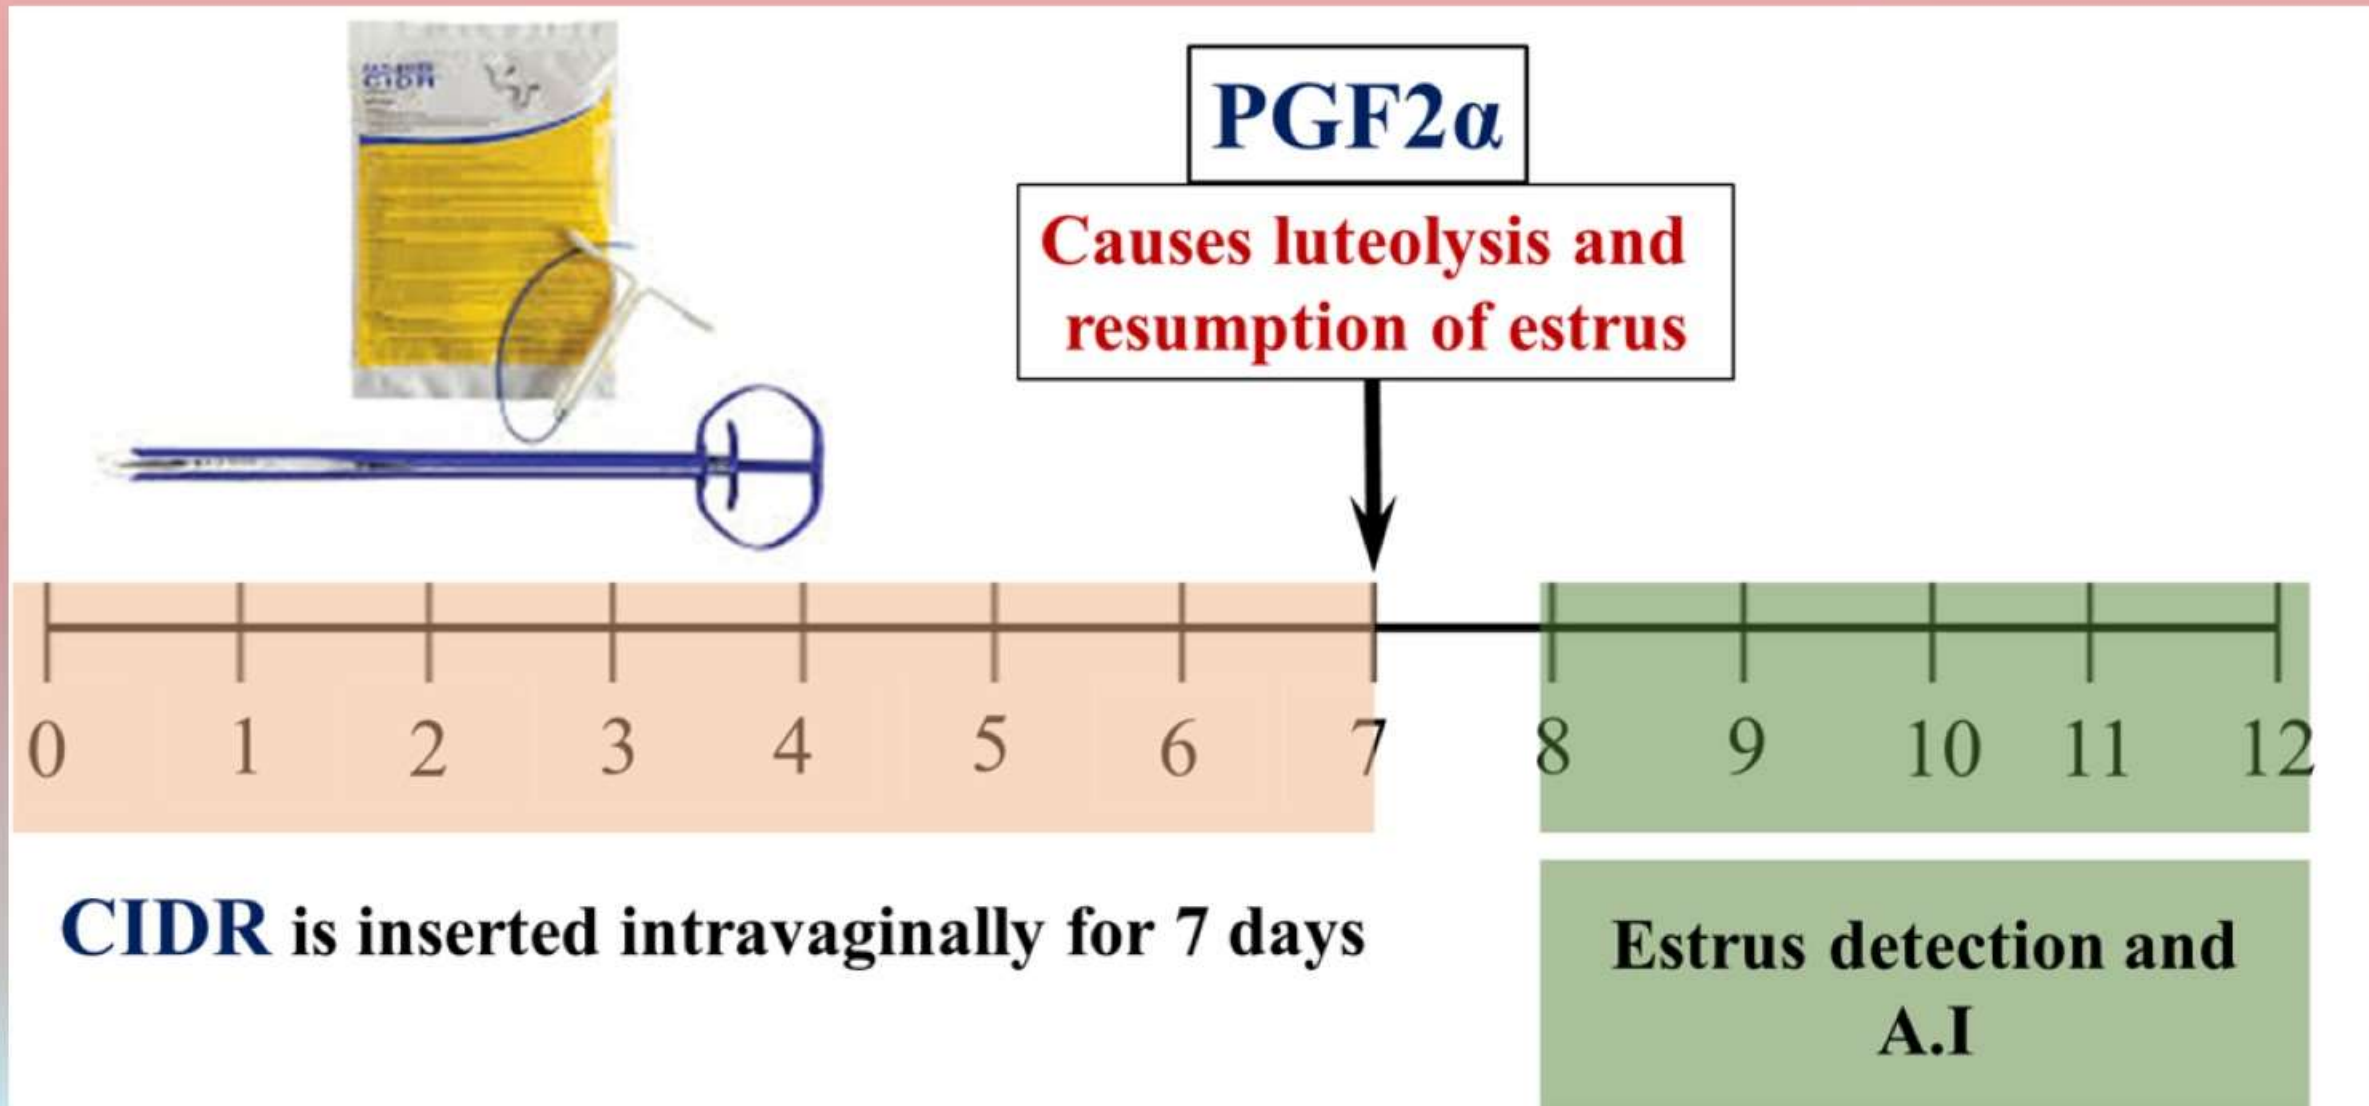 CIDR
PGF2α
Causes luteolysis and
resumption of estrus
0 1 2 3 4 5 6 7 8 9 10 11 12
CIDR is inserted intravaginally for 7 days
Estrus detection and
A.I